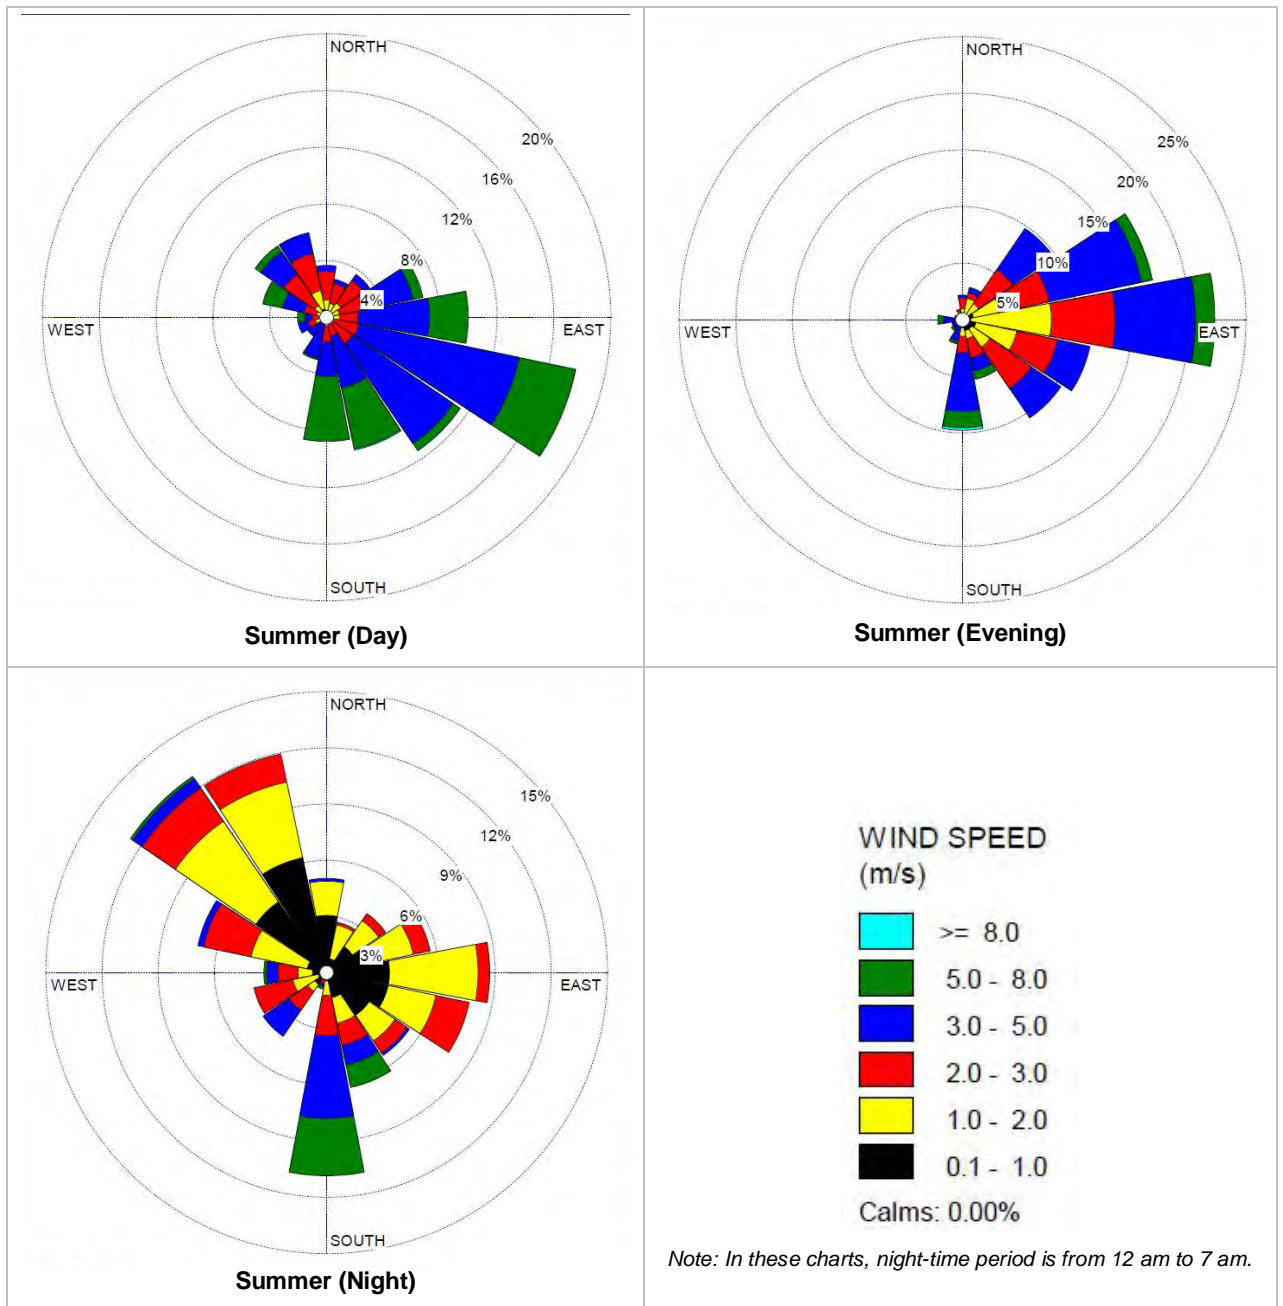 NORTH
20%
16%
12%
8%
4%
WEST
EAST
SOUTH
Summer (Day)
NORTH
25%
20%
15%
10%
5%
WEST
EAST
SOUTH
Summer (Evening)
NORTH
15%
12%
9%
6%
3%
WEST
EAST
SOUTH
Summer (Night)
WIND SPEED
(m/s)
>= 8.0
5.0 - 8.0
3.0 - 5.0
2.0 - 3.0
1.0 - 2.0
0.1 - 1.0
Calms: 0.00%
Note: In these charts, night-time period is from 12 am to 7 am.